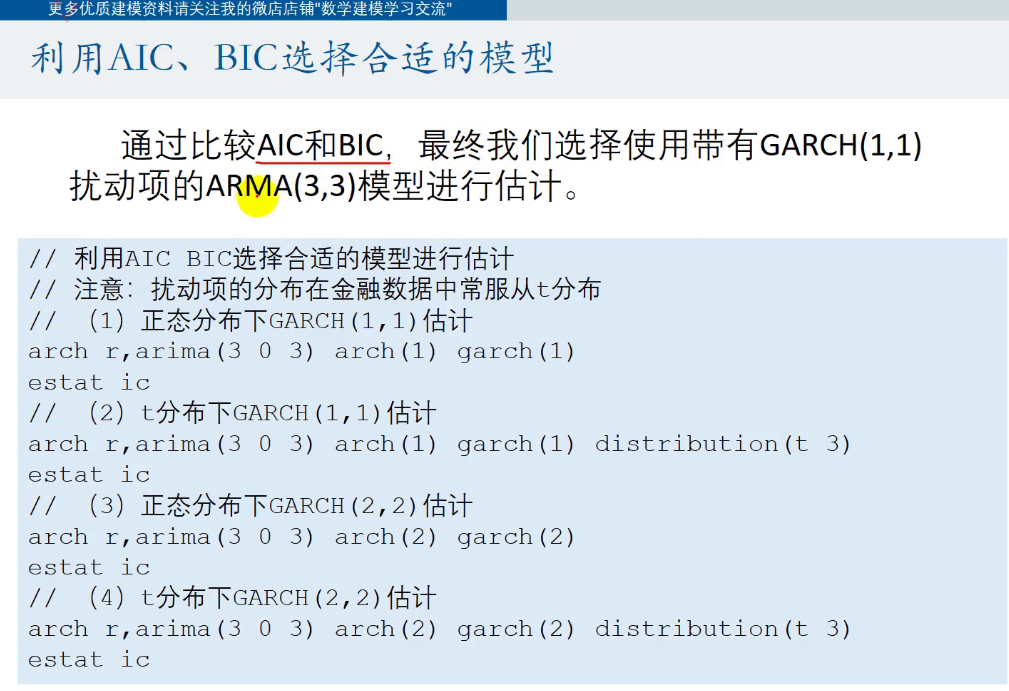 更多优质建模资料请关注我的微店店铺"数学建模学习交流"
利用AIC、BIC选择合适的模型
通过比较AIC和BIC，最终我们选择使用带有GARCH(1,1)
扰动项的ARMA(3,3)模型进行估计。
// 利用AIC BIC选择合适的模型进行估计
// 注意：扰动项的分布在金融数据中常服从t分布
// （1）正态分布下GARCH(1,1)估计
arch r,arima(3 0 3) arch(1) garch(1)
estat ic
// （2）t分布下GARCH(1,1)估计
arch r,arima(3 0 3) arch(1) garch(1) distribution(t 3)
estat ic
// （3）正态分布下GARCH(2,2)估计
arch r,arima(3 0 3) arch(2) garch(2)
estat ic
// （4）t分布下GARCH(2,2)估计
arch r,arima(3 0 3) arch(2) garch(2) distribution(t 3)
estat ic